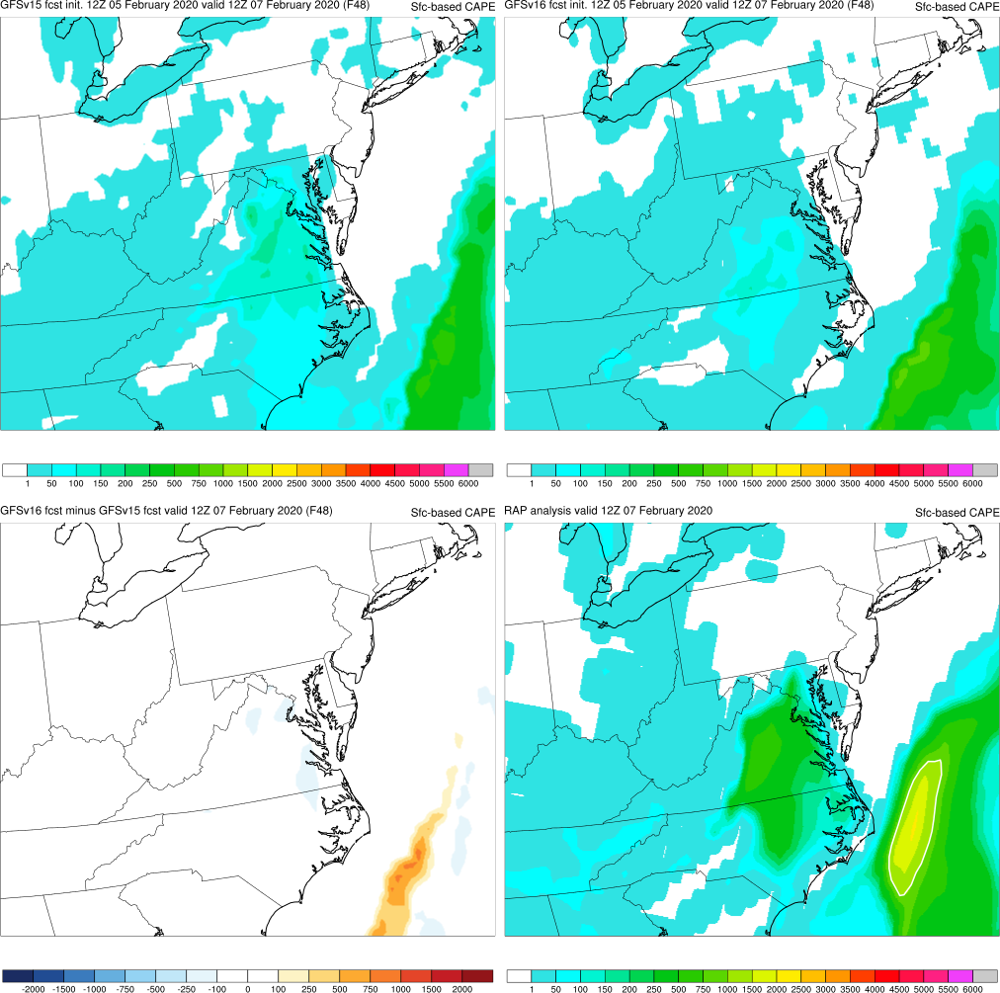 GFSv15 fcst init. 12Z 05 February 2020 valid 12Z 07 February 2020 (F48) Sfc-based CAPE
GFSv16 fcst init. 12Z 05 February 2020 valid 12Z 07 February 2020 (F48) Sfc-based CAPE
1 50 100 150 200 250 500 750 1000 1500 2000 2500 3000 3500 4000 4500 5000 5500 6000
1 50 100 150 200 250 500 750 1000 1500 2000 2500 3000 3500 4000 4500 5000 5500 6000
GFSv16 fcst minus GFSv15 fcst valid 12Z 07 February 2020 (F48) Sfc-based CAPE
RAP analysis valid 12Z 07 February 2020 Sfc-based CAPE
-2000 -1500 -1000 -750 -500 -250 -100 0 100 250 500 750 1000 1500 2000
1 50 100 150 200 250 500 750 1000 1500 2000 2500 3000 3500 4000 4500 5000 5500 6000